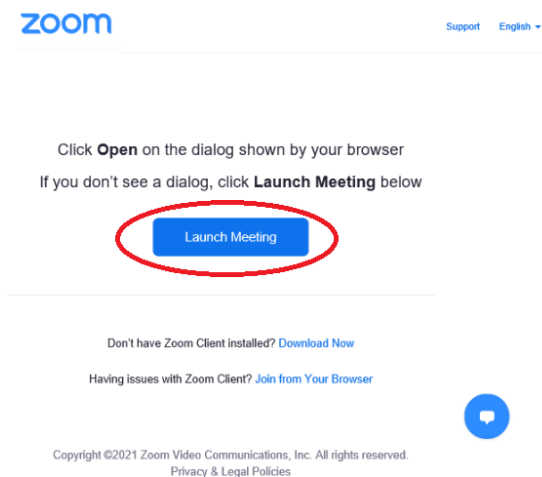 zoom
Support English
Click Open on the dialog shown by your browser
If you don't see a dialog, click Launch Meeting below
Launch Meeting
Don't have Zoom Client installed? Download Now
Having issues with Zoom Client? Join from Your Browser
Copyright ©2021 Zoom Video Communications, Inc. All rights reserved.
Privacy & Legal Policies